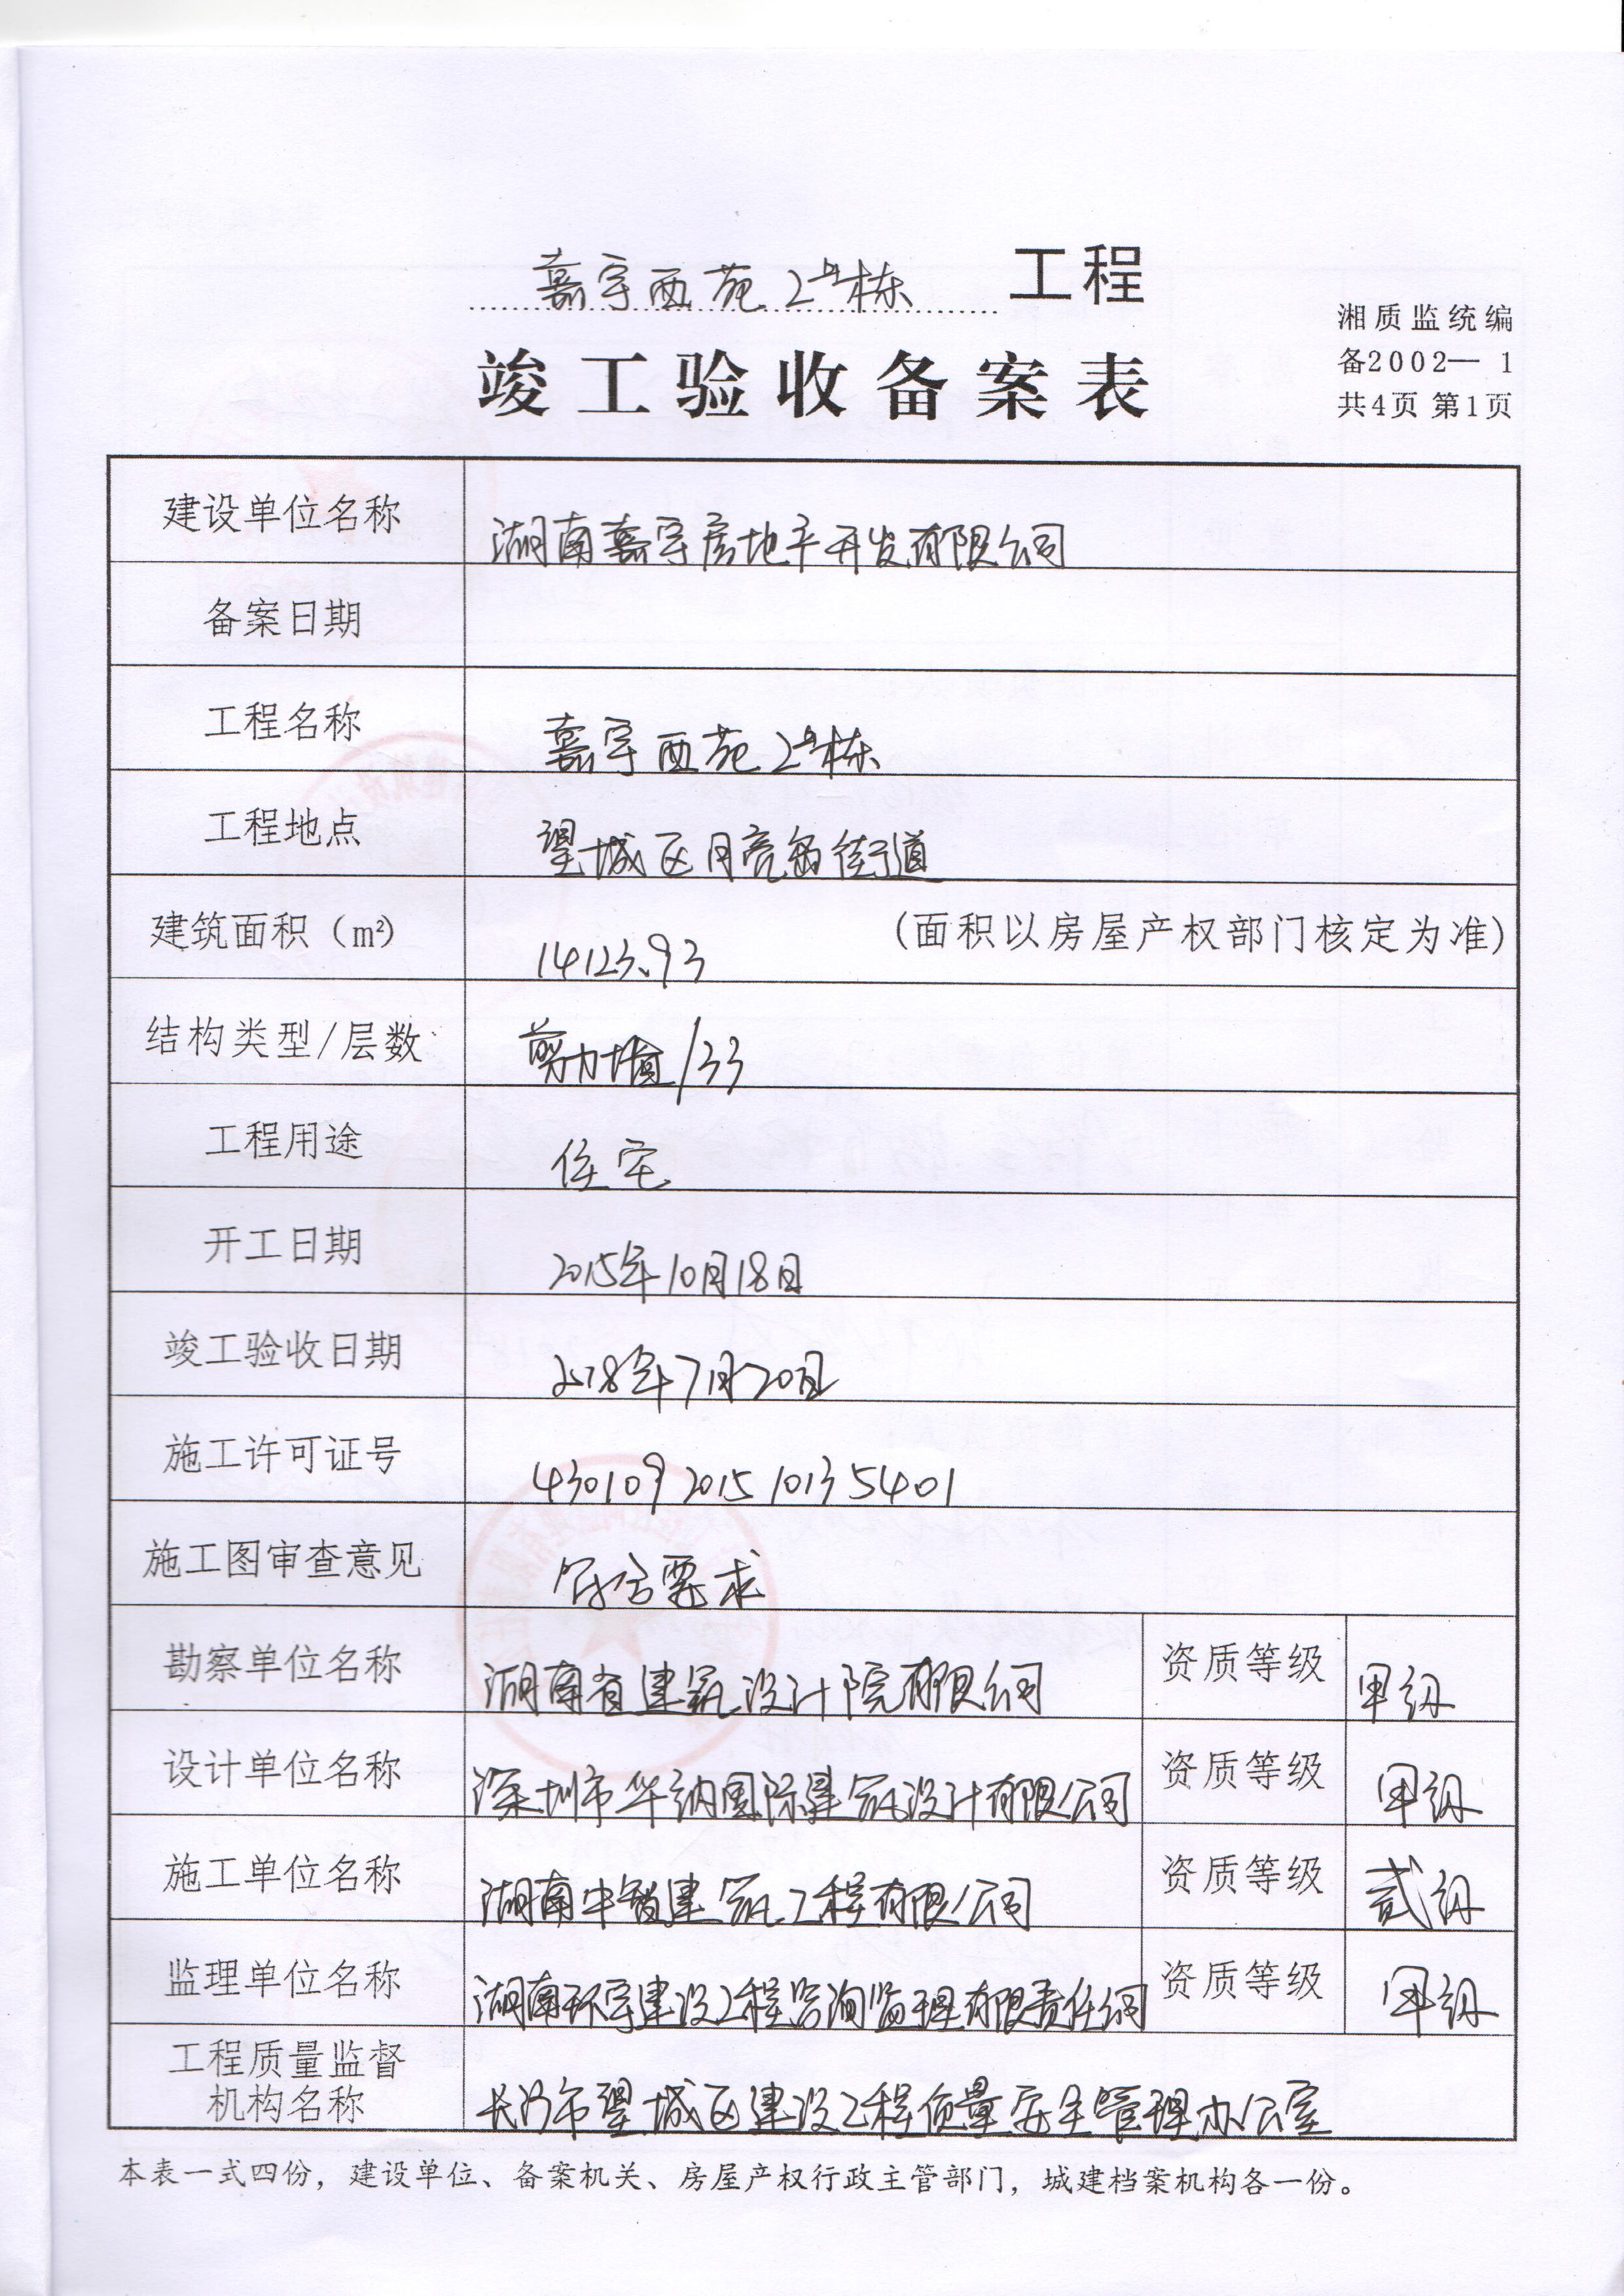 嘉宇西苑2#栋 工程
竣工验收备案表
湘质监统编
备2002—1
共4页 第1页
建设单位名称 湖南嘉宇房地产开发有限公司
备案日期
工程名称 嘉宇西苑2#栋
工程地点 望城区月亮岛街道
建筑面积（m²） 14123.93 (面积以房屋产权部门核定为准)
结构类型/层数 剪力墙/33
工程用途 住宅
开工日期 2015年10月18日
竣工验收日期 2018年7月20日
施工许可证号 430109201510135401
施工图审查意见 符合要求
勘察单位名称 湖南省建筑设计院有限公司 资质等级 甲级
设计单位名称 深圳市华纳国际建筑设计有限公司 资质等级 甲级
施工单位名称 湖南中智建筑工程有限公司 资质等级 贰级
监理单位名称 湖南环宇建设工程咨询监理有限责任公司 资质等级 甲级
工程质量监督
机构名称 长沙市望城区建设工程质量安全管理办公室
本表一式四份，建设单位、备案机关、房屋产权行政主管部门，城建档案机构各一份。